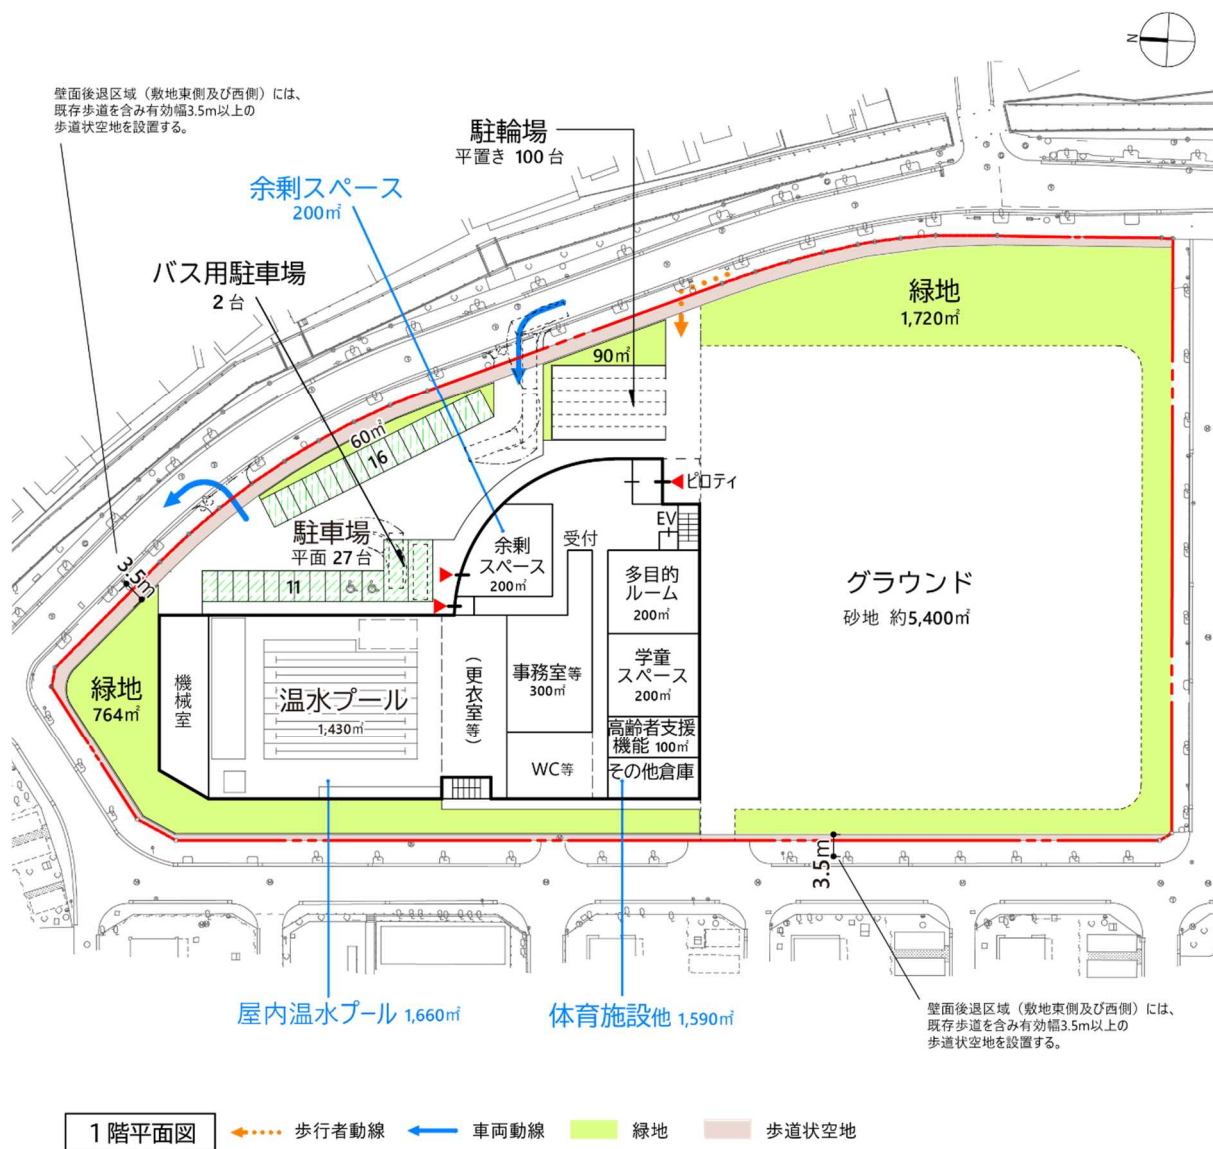 N
壁面後退区域（敷地東側及び西側）には、
既存歩道を含み有効幅3.5m以上の
歩道状空地を設置する。
駐輪場
平置き 100 台
余剰スペース
200㎡
バス用駐車場
2 台
緑地
1,720㎡
90㎡
60㎡
16
ピロティ
EV
駐車場
平面 27 台
余剰
スペース
200㎡
受付
多目的
ルーム
200㎡
グラウンド
砂地 約5,400㎡
3.5m
11
緑地
764㎡
機械室
温水プール
1,430㎡
（更衣室等）
事務室等
300㎡
学童
スペース
200㎡
高齢者支援
機能 100㎡
WC等
その他倉庫
3.5m
屋内温水プール 1,660㎡
体育施設他 1,590㎡
壁面後退区域（敷地東側及び西側）には、
既存歩道を含み有効幅3.5m以上の
歩道状空地を設置する。
1階平面図
歩行者動線
車両動線
緑地
歩道状空地